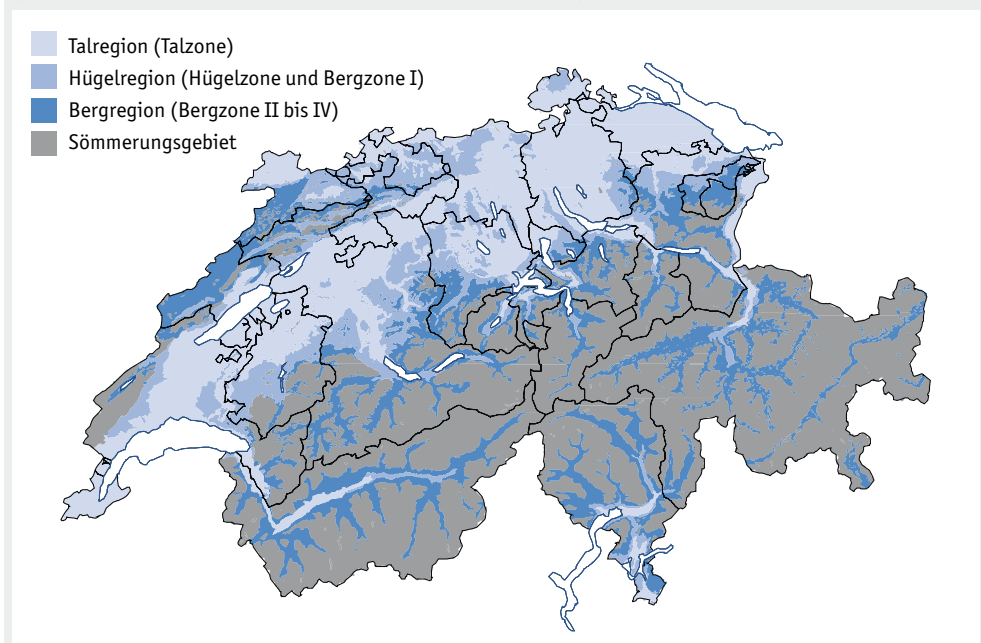 Talregion (Talzone)
Hügelregion (Hügelzone und Bergzone I)
Bergregion (Bergzone II bis IV)
Sömmerungsgebiet